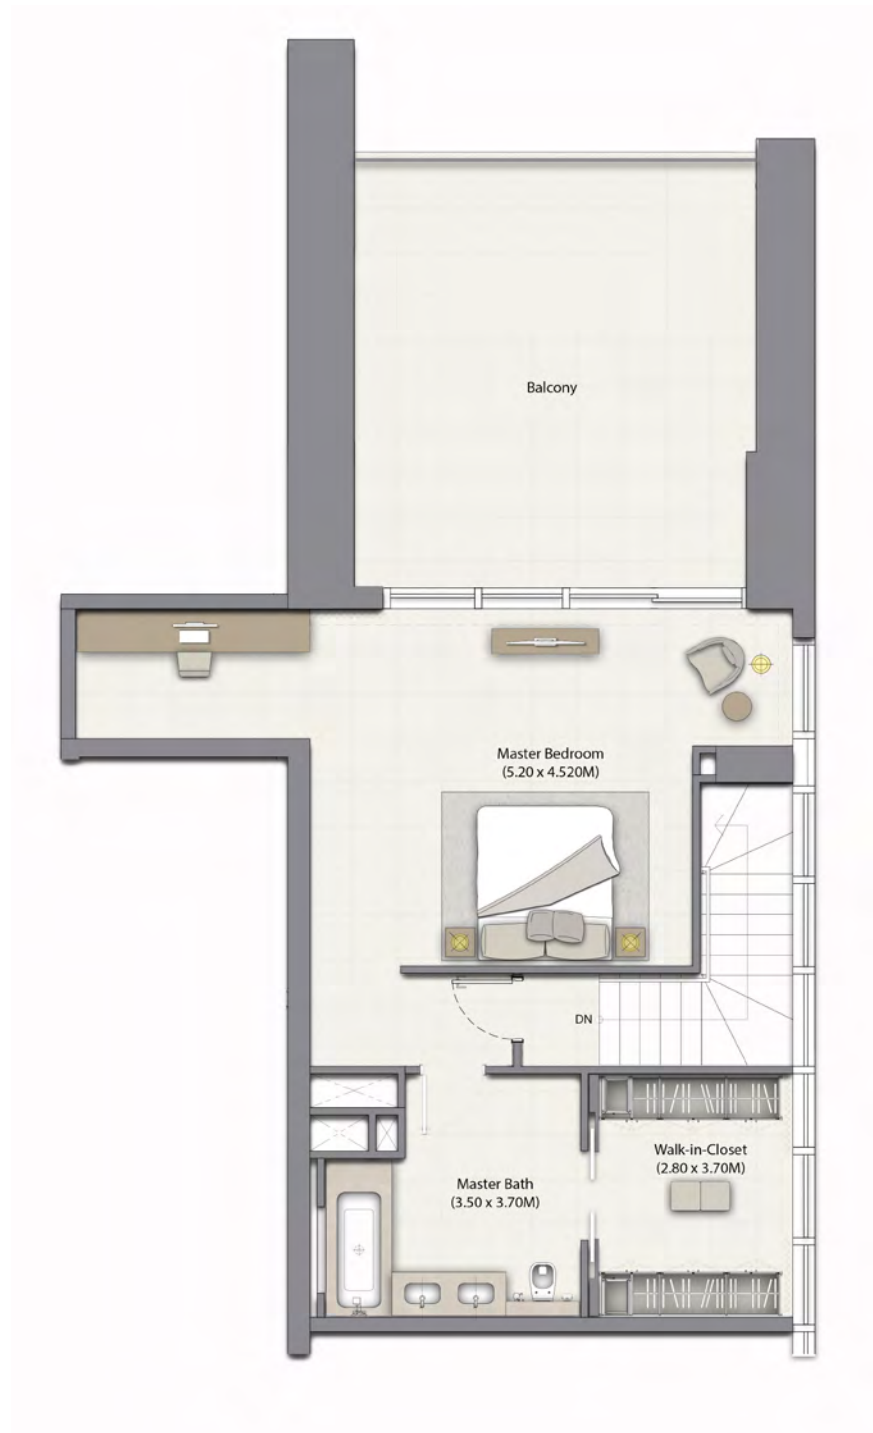 Balcony
Master Bedroom
(5.20 x 4.520M)
DN
Walk-in-Closet
(2.80 x 3.70M)
Master Bath
(3.50 x 3.70M)